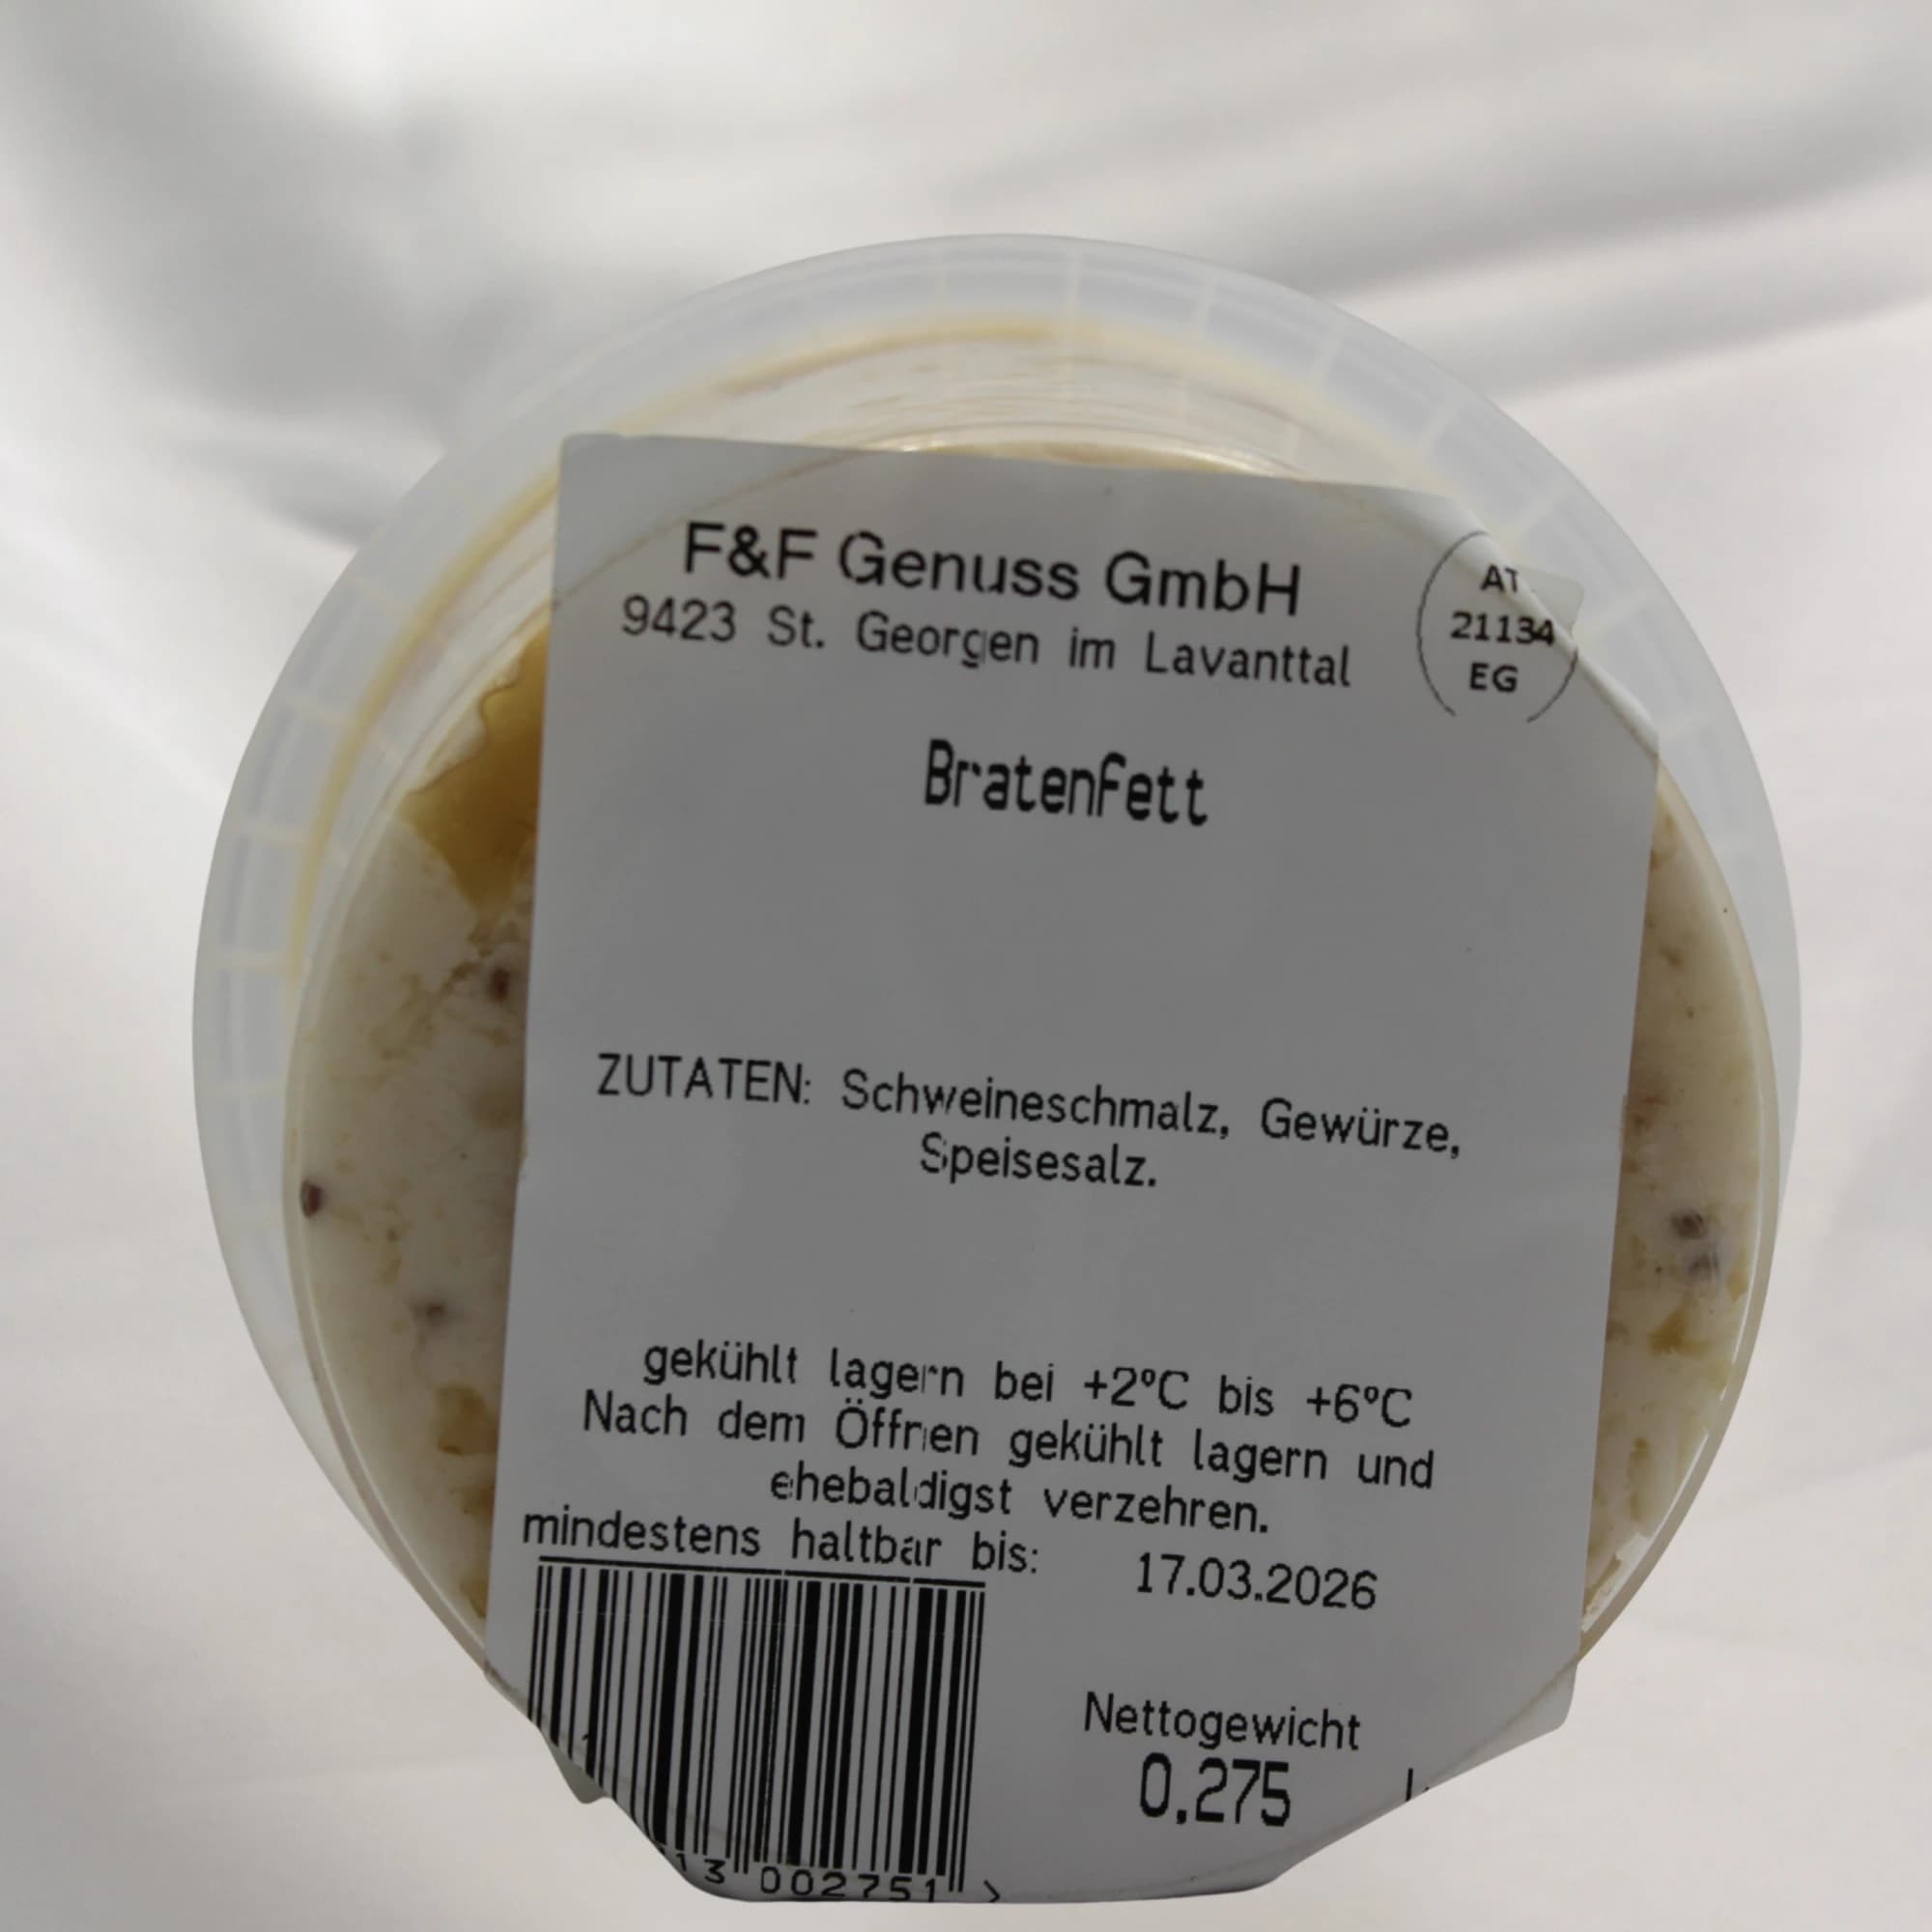 F&F Genuss GmbH
9423 St. Georgen im Lavanttal
AT
21134
EG
Bratenfett
ZUTATEN: Schweineschmalz, Gewürze,
Speisesalz.
gekühlt lagern bei +2°C bis +6°C
Nach dem Öffnen gekühlt lagern und
ehebaldigst verzehren.
mindestens haltbar bis: 17.03.2026
Nettogewicht
0,275
13 002751 >